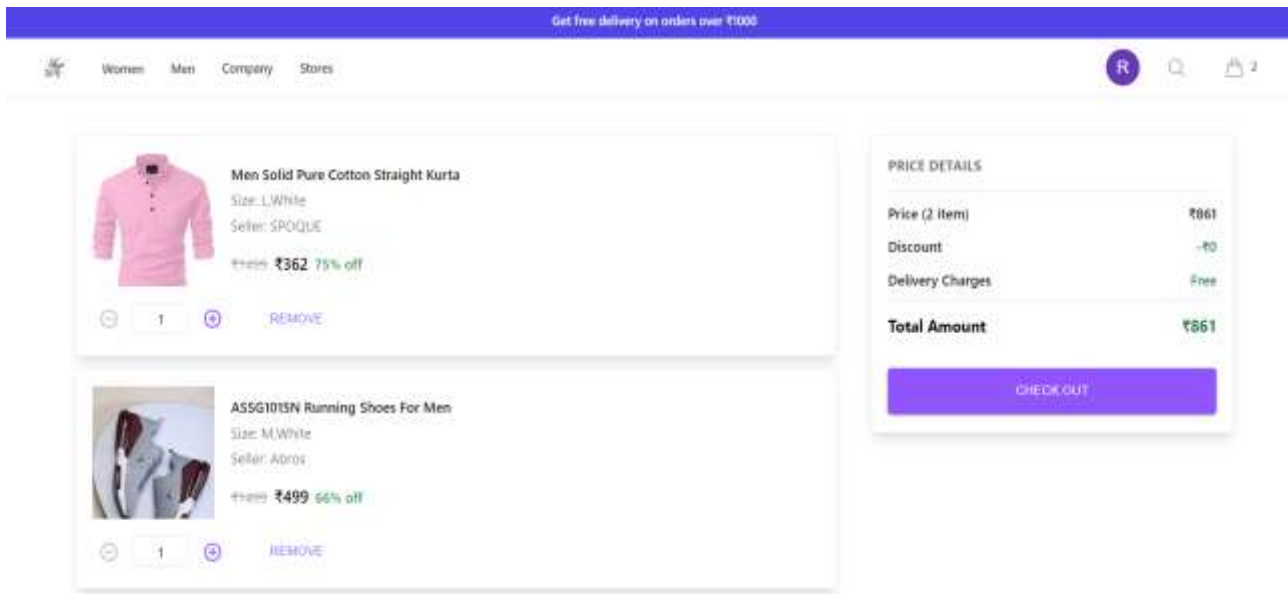 Get free delivery on orders over ₹1000
Women Men Company Stores
R
2
Men Solid Pure Cotton Straight Kurta
Size: L,White
Seller: SPOQUE
₹362 75% off
1 REMOVE
ASSG1015N Running Shoes For Men
Size: M,White
Seller: Abros
₹499 66% off
1 REMOVE
PRICE DETAILS
Price (2 item) ₹861
Discount -₹0
Delivery Charges Free
Total Amount ₹861
CHECK OUT